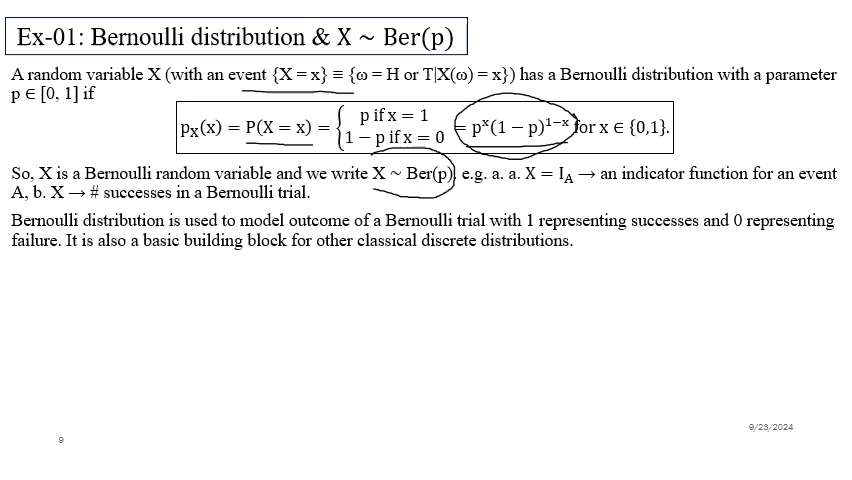 Ex-01: Bernoulli distribution & X ~ Ber(p)
A random variable X (with an event {X = x} ≡ {ω = H or T|X(ω) = x}) has a Bernoulli distribution with a parameter
p ∈ [0, 1] if
pX(x) = P(X = x) = { p if x = 1
1 − p if x = 0 = pˣ(1 − p)¹⁻ˣ for x ∈ {0,1}.
So, X is a Bernoulli random variable and we write X ~ Ber(p), e.g. a. a. X = I_A → an indicator function for an event
A, b. X → # successes in a Bernoulli trial.
Bernoulli distribution is used to model outcome of a Bernoulli trial with 1 representing successes and 0 representing
failure. It is also a basic building block for other classical discrete distributions.
9/23/2024
9